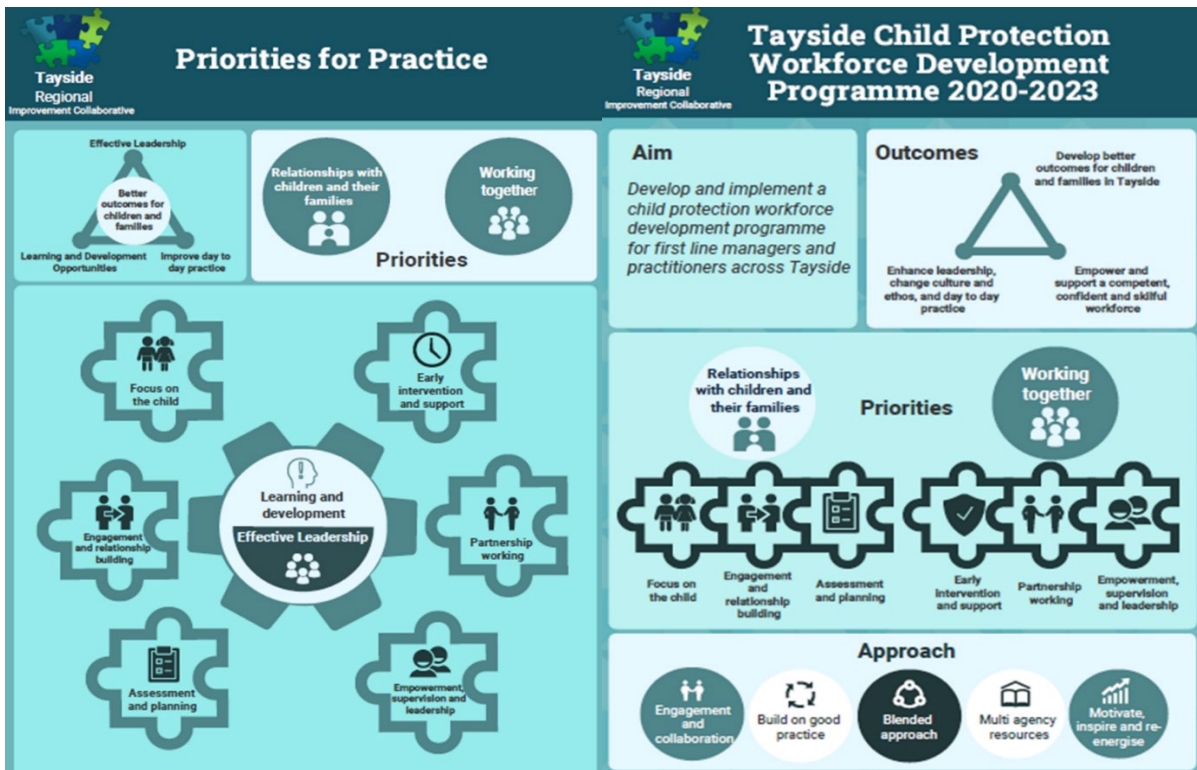 Tayside
Regional
Improvement Collaborative
Priorities for Practice
Effective Leadership
Better
outcomes for
children and
families
Learning and Development
Opportunities
Improve day to
day practice
Relationships with
children and their
families
Working
together
Priorities
Focus on
the child
Early
intervention
and support
Learning and
development
Effective Leadership
Engagement
and relationship
building
Partnership
working
Assessment
and planning
Empowerment,
supervision and
leadership
Tayside
Regional
Improvement Collaborative
Tayside Child Protection
Workforce Development
Programme 2020-2023
Aim
Develop and implement a
child protection workforce
development programme
for first line managers and
practitioners across Tayside
Outcomes
Develop better
outcomes for children
and families in Tayside
Enhance leadership,
change culture and
ethos, and day to day
practice
Empower and
support a competent,
confident and skilful
workforce
Relationships
with children and
their families
Priorities
Working
together
Focus on
the child
Engagement
and
relationship
building
Assessment
and planning
Early
Intervention
and support
Partnership
working
Empowerment,
supervision
and leadership
Approach
Engagement
and
collaboration
Build on good
practice
Blended
approach
Multi agency
resources
Motivate,
inspire and re-
energise